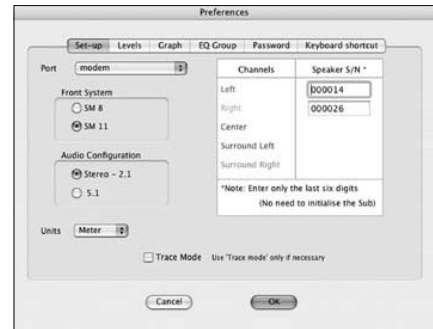 Preferences
Set-up Levels Graph EQ Group Password Keyboard shortcut
Port modem
Front System
SM 8
SM 11
Audio Configuration
Stereo - 2.1
5.1
Units Meter
Channels Speaker S/N *
Left 000014
Right 000026
Center
Surround Left
Surround Right
*Note: Enter only the last six digits
(No need to initialise the Sub)
Trace Mode Use 'Trace mode' only if necessary
Cancel OK